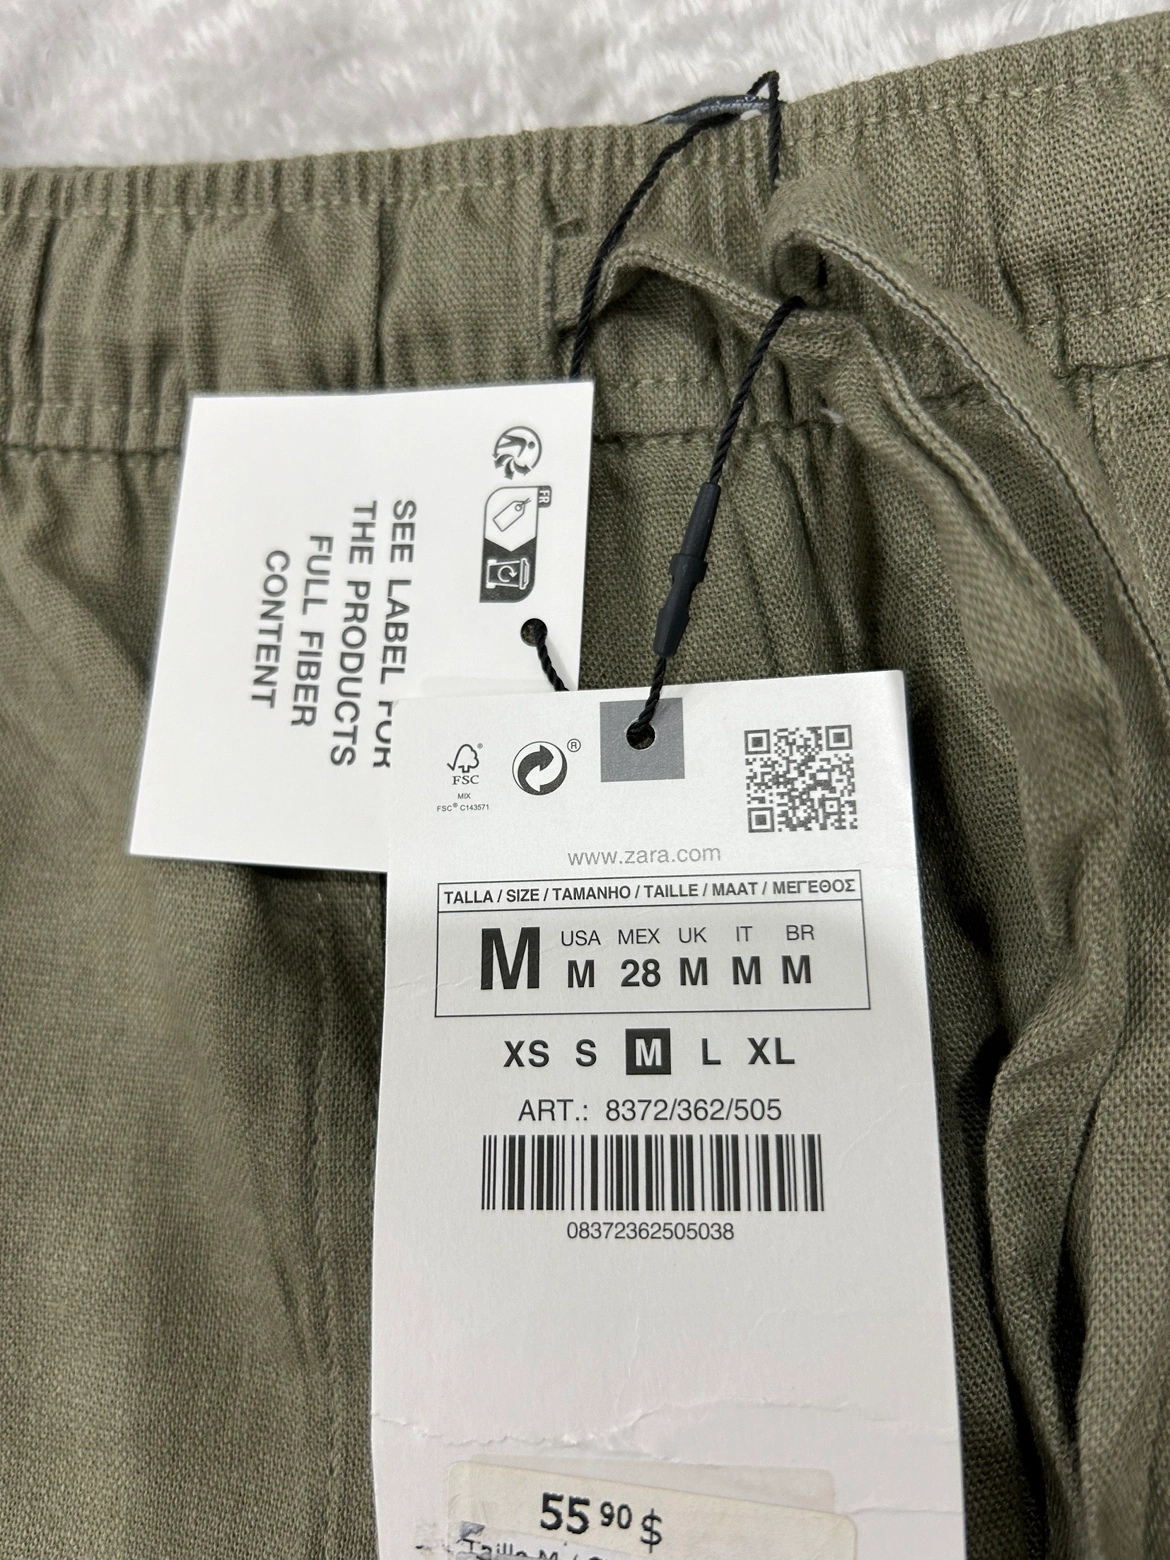 FR
SEE LABEL FOR
THE PRODUCTS
FULL FIBER
CONTENT
FSC®
MIX
FSC® C143571
®
www.zara.com
TALLA / SIZE / TAMANHO / TAILLE / MAAT / ΜΕΓΕΘΟΣ
M USA MEX UK IT BR
M 28 M M M
XS S M L XL
ART.: 8372/362/505
08372362505038
55 90 $
Taille M /